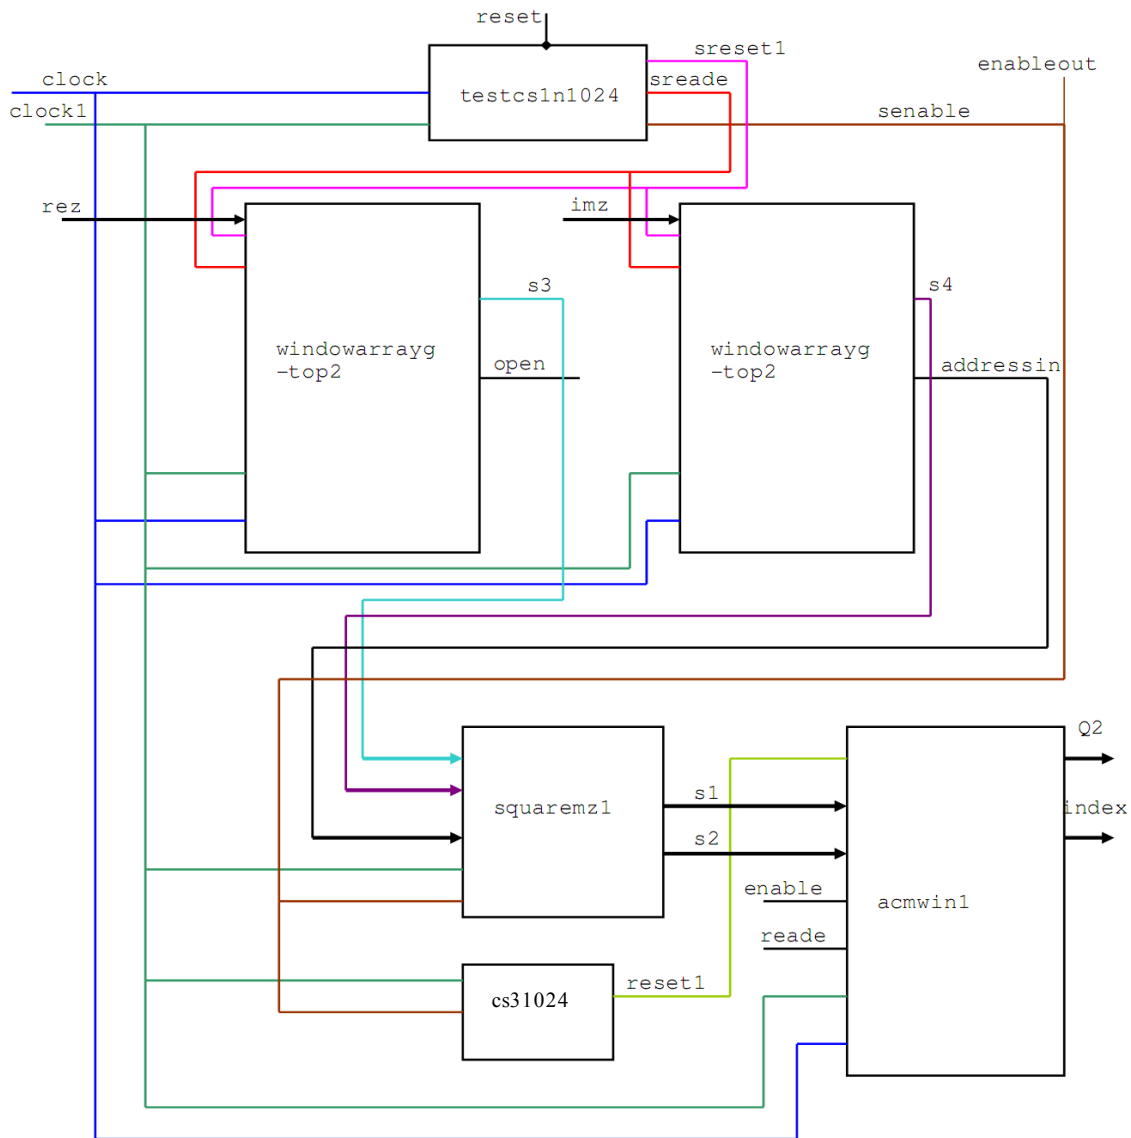 reset
sreset1
enableout
clock
sreade
testcs1n1024
clock1
senable
rez
imz
s3
s4
windowarrayg
-top2
open
windowarrayg
-top2
addressin
Q2
squaremz1
s1
index
s2
enable
acmwin1
reade
reset1
cs31024